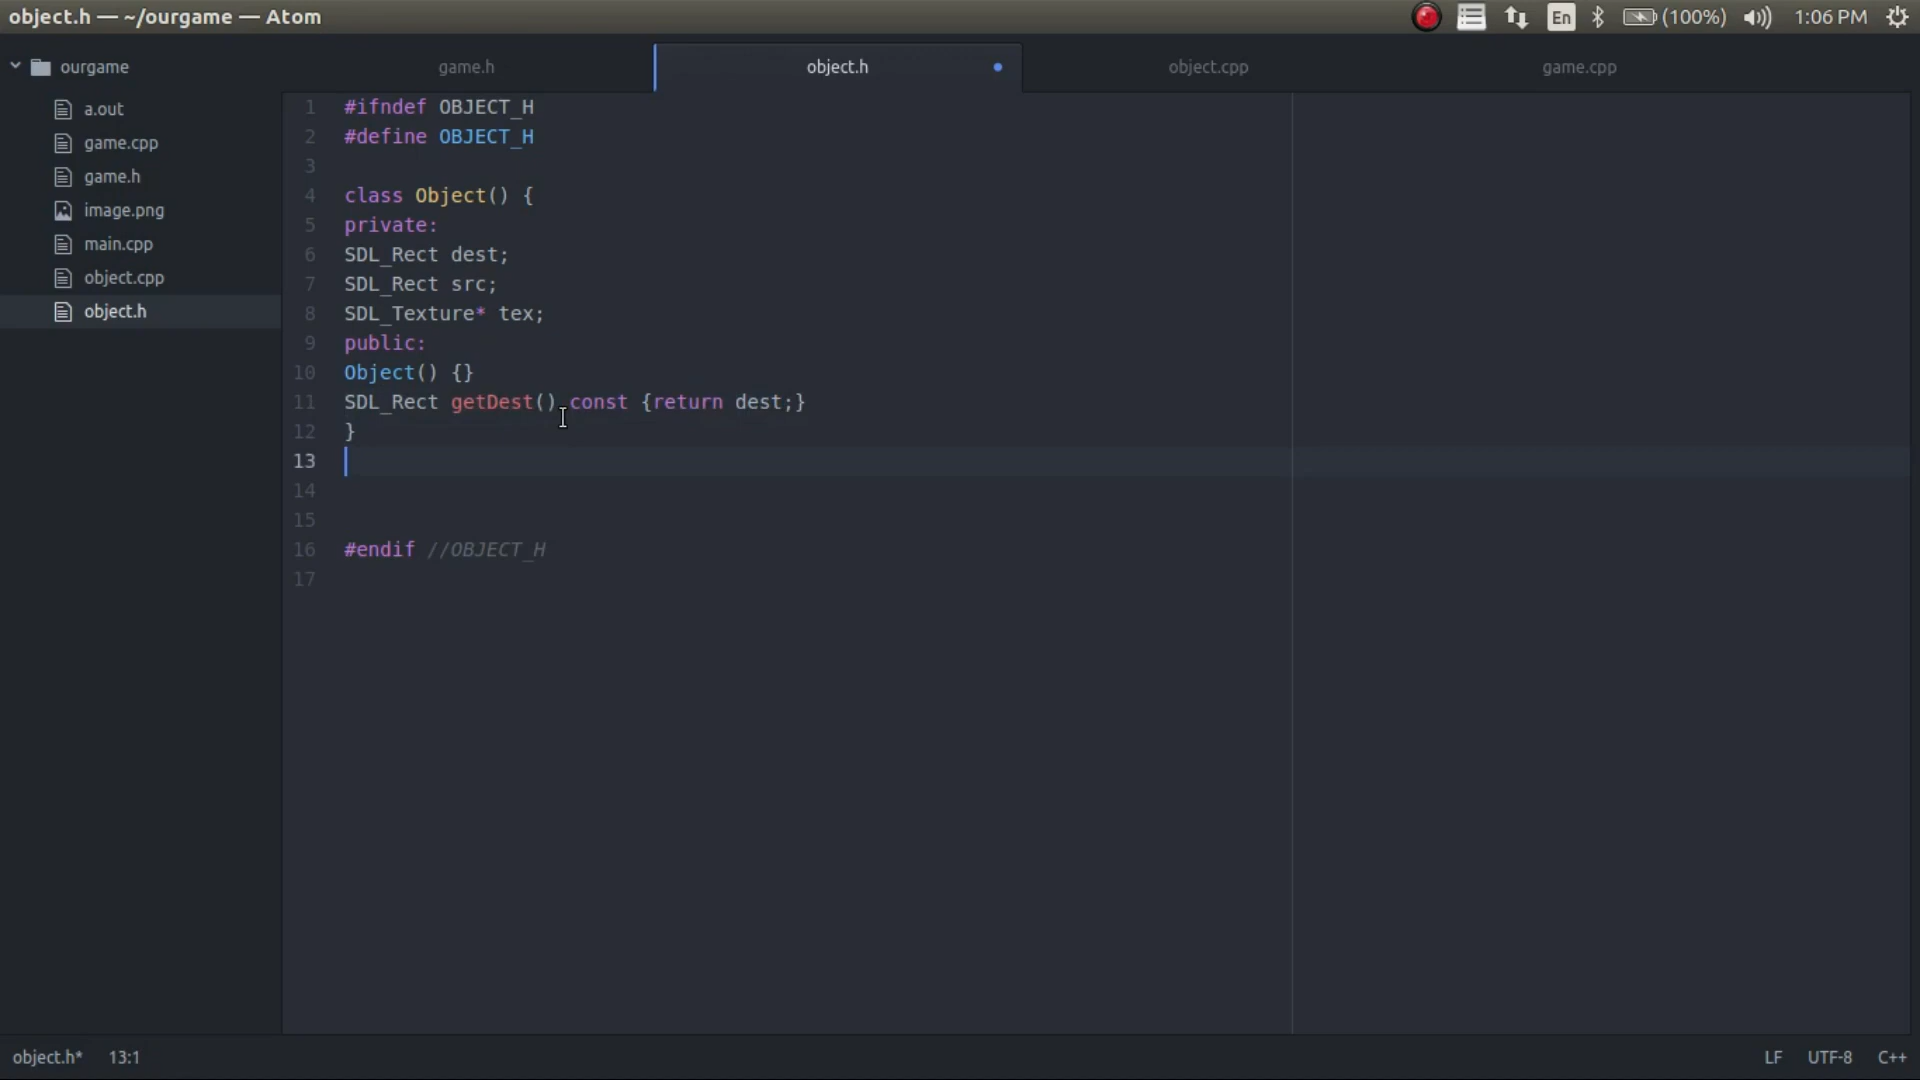 object.h — ~/ourgame — Atom
En
(100%)
1:06 PM
ourgame
game.h
object.h
object.cpp
game.cpp
a.out
game.cpp
game.h
image.png
main.cpp
object.cpp
object.h
1 #ifndef OBJECT_H
2 #define OBJECT_H
3
4 class Object() {
5 private:
6 SDL_Rect dest;
7 SDL_Rect src;
8 SDL_Texture* tex;
9 public:
10 Object() {}
11 SDL_Rect getDest() const {return dest;}
12 }
13
14
15
16 #endif //OBJECT_H
17
object.h* 13:1
LF UTF-8 C++